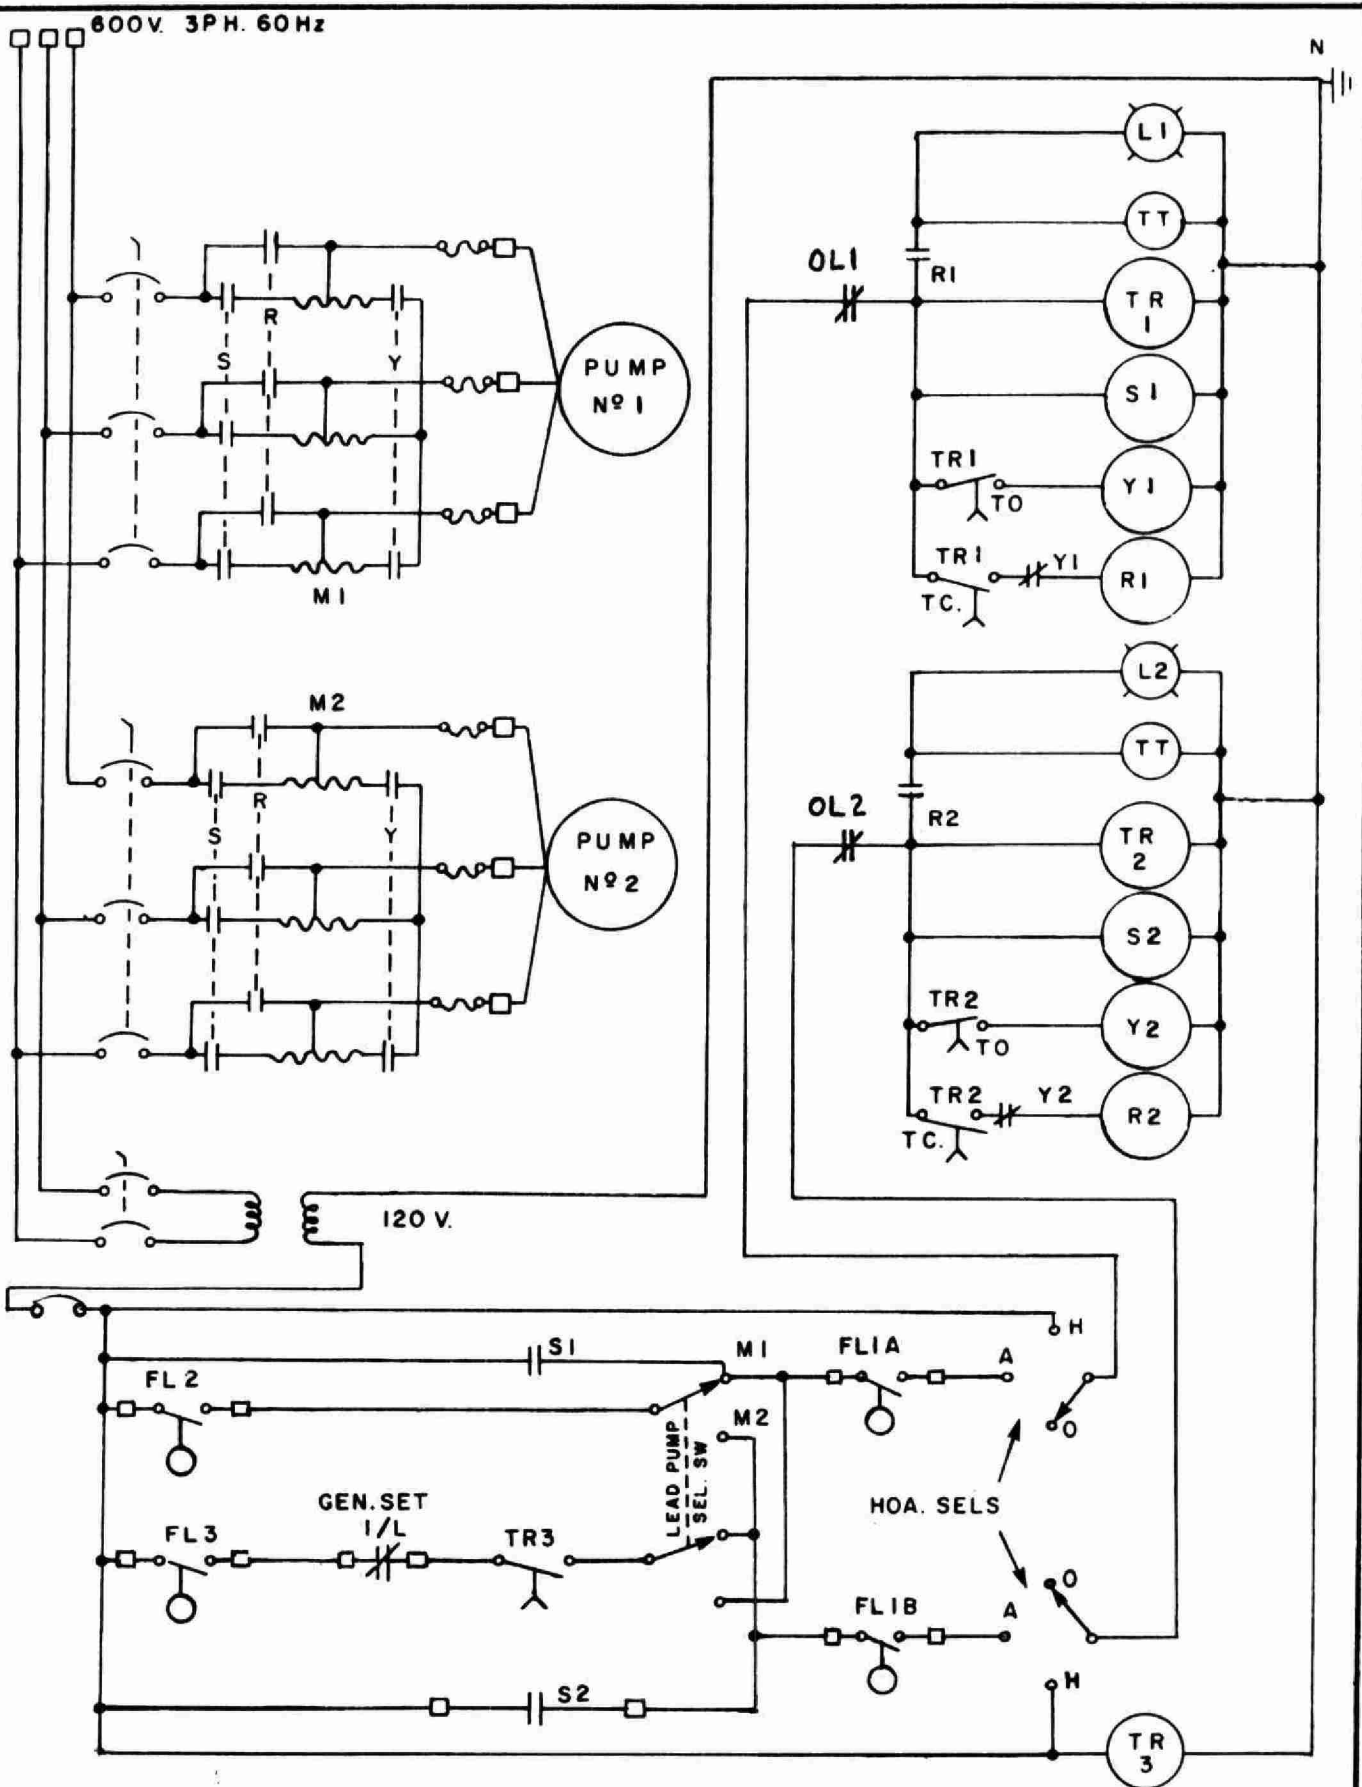 600V. 3PH. 60Hz
N
L1
TT
R1
OL1
TR
1
S
R
Y
PUMP
Nº 1
S1
TR1
TO
Y1
TR1
Y1
TC.
R1
M1
L2
M2
TT
R2
OL2
TR
2
S
R
Y
PUMP
Nº 2
S2
TR2
TO
Y2
TR2
Y2
TC.
R2
120 V.
H
S1
M1
FL1A
A
FL2
M2
O
LEAD PUMP
SEL. SW
HOA. SELS
GEN. SET
I/L
FL3
TR3
O
FL1B
A
H
S2
TR
3